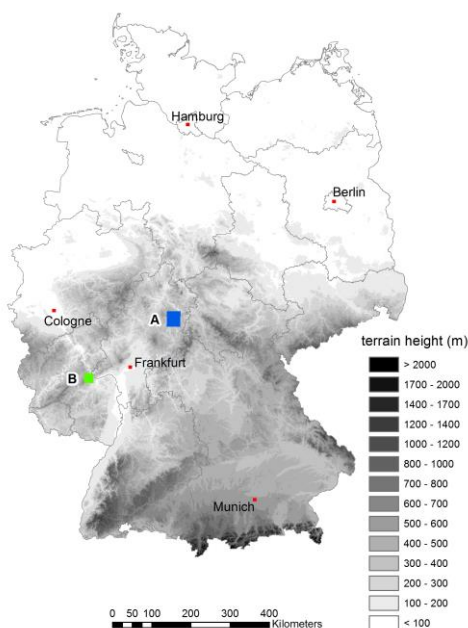 Hamburg
Berlin
A
Cologne
Frankfurt
B
Munich
terrain height (m)
> 2000
1700 - 2000
1400 - 1700
1200 - 1400
1000 - 1200
800 - 1000
700 - 800
600 - 700
500 - 600
400 - 500
300 - 400
200 - 300
100 - 200
< 100
0 50 100 200 300 400
Kilometers